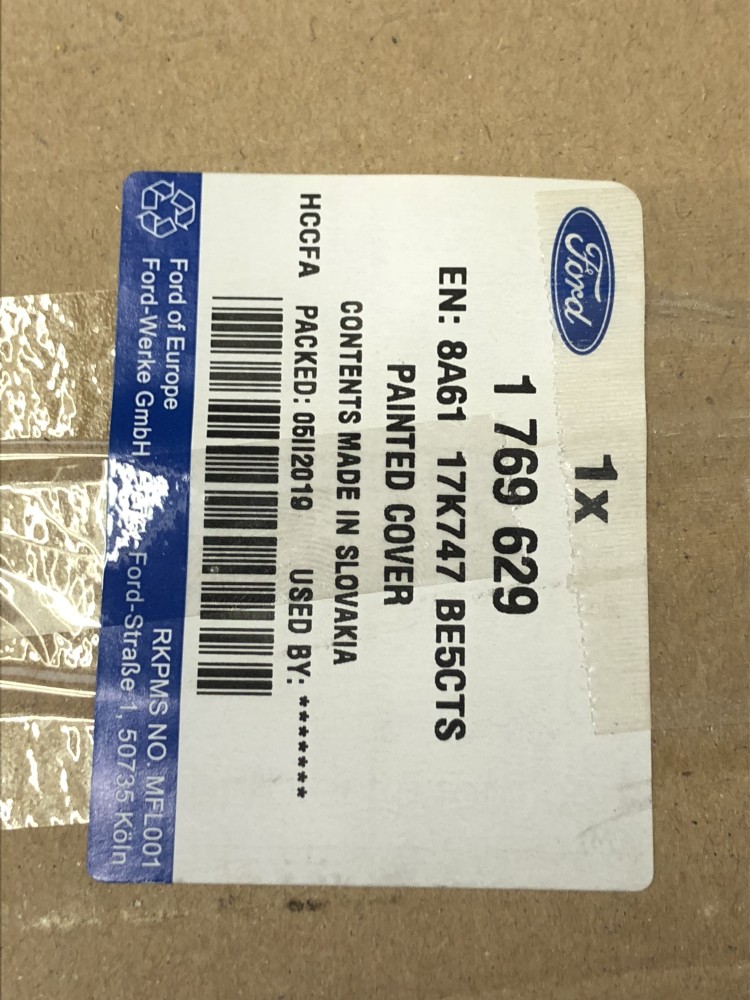 Ford
1x
1 769 629
EN: 8A61 17K747 BE5CTS
PAINTED COVER
CONTENTS MADE IN SLOVAKIA
HCCFA PACKED: 05II2019 USED BY: ********
Ford of Europe RKPMS NO. MFL001
Ford-Werke GmbH Ford-Straße 1, 50735 Köln